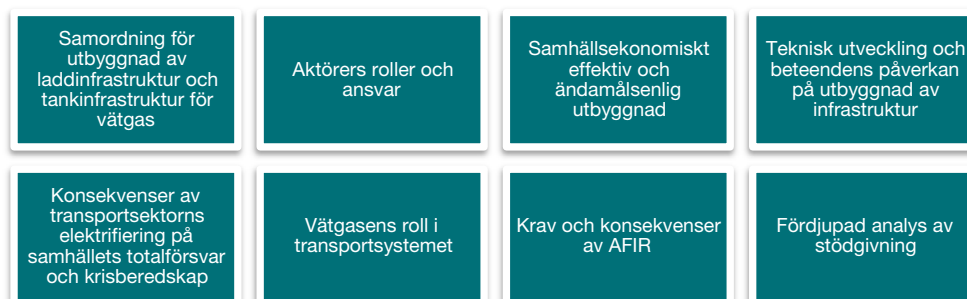 Samordning för
utbyggnad av
laddinfrastruktur och
tankinfrastruktur för
vätgas
Aktörers roller och
ansvar
Samhällsekonomiskt
effektiv och
ändamålsenlig
utbyggnad
Teknisk utveckling och
beteendens påverkan
på utbyggnad av
infrastruktur
Konsekvenser av
transportsektorns
elektrifiering på
samhällets totalförsvar
och krisberedskap
Vätgasens roll i
transportsystemet
Krav och konsekvenser
av AFIR
Fördjupad analys av
stödgivning